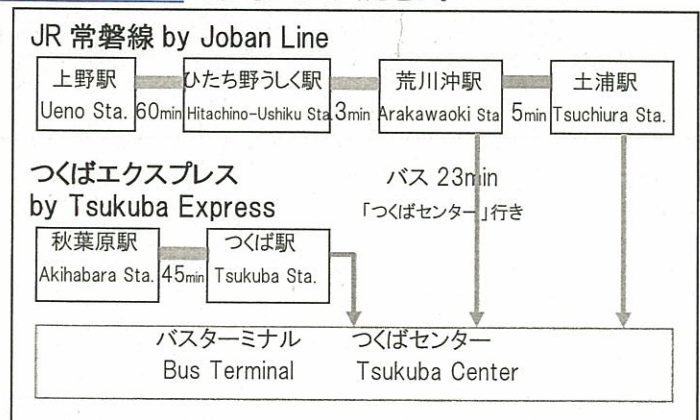 JR 常磐線 by Joban Line
上野駅
Ueno Sta.
60min
ひたち野うしく駅
Hitachino-Ushiku Sta
3min
荒川沖駅
Arakawaoki Sta
5min
土浦駅
Tsuchiura Sta.
つくばエクスプレス
by Tsukuba Express
バス 23min
「つくばセンター」行き
秋葉原駅
Akihabara Sta.
45min
つくば駅
Tsukuba Sta.
バスターミナル つくばセンター
Bus Terminal Tsukuba Center